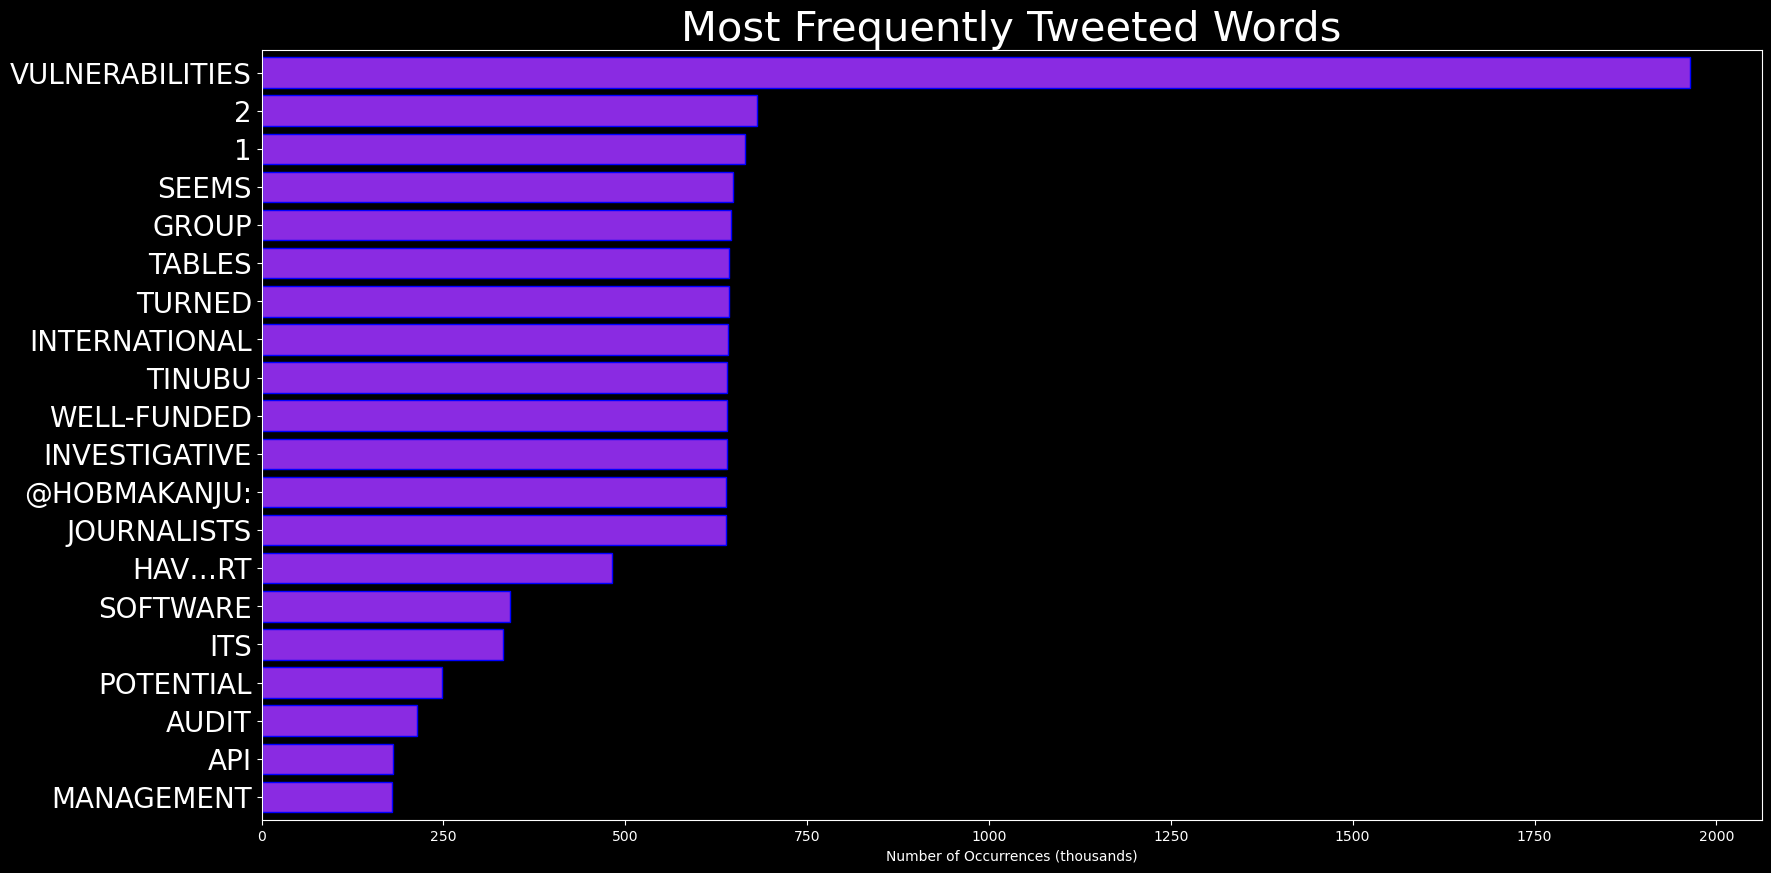 Most Frequently Tweeted Words
VULNERABILITIES
2
1
SEEMS
GROUP
TABLES
TURNED
INTERNATIONAL
TINUBU
WELL-FUNDED
INVESTIGATIVE
@HOBMAKANJU:
JOURNALISTS
HAV…RT
SOFTWARE
ITS
POTENTIAL
AUDIT
API
MANAGEMENT
0 250 500 750 1000 1250 1500 1750 2000
Number of Occurrences (thousands)